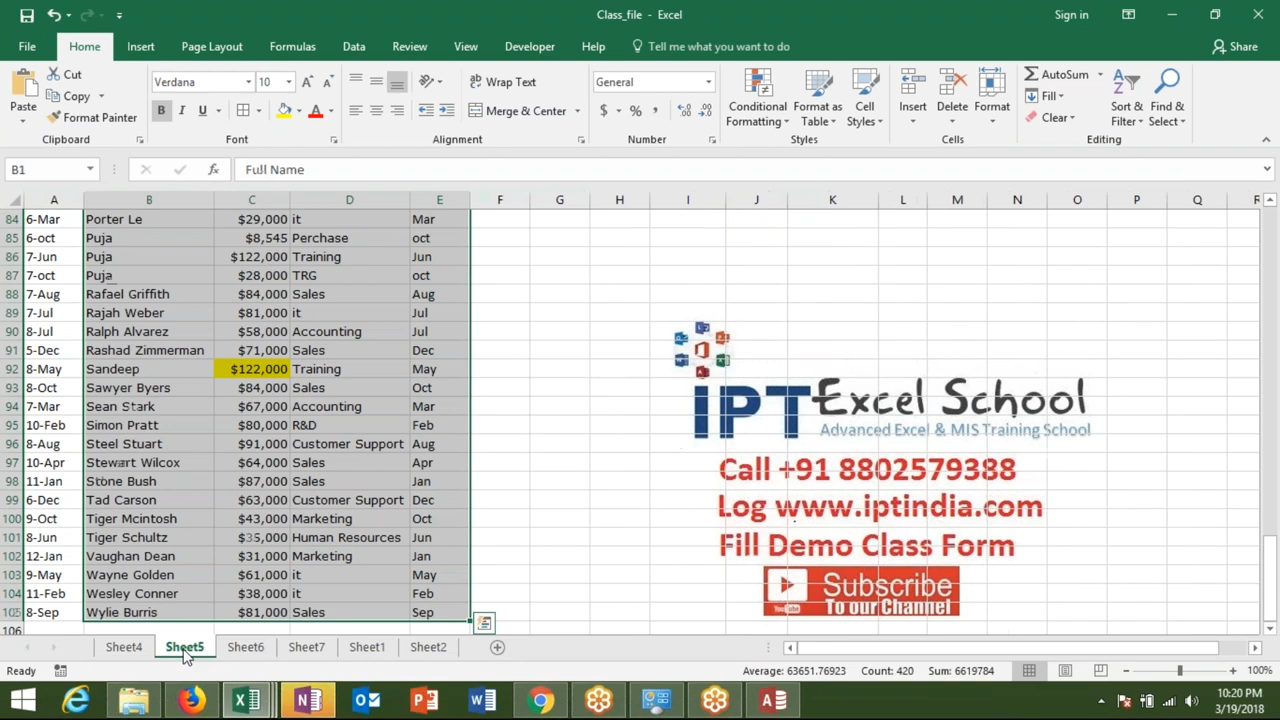 Class_file - Excel
Sign in
File Home Insert Page Layout Formulas Data Review View Developer Help Tell me what you want to do Share
Paste Cut Copy Format Painter Clipboard
Verdana 10 B I U A Font
Wrap Text Merge & Center Alignment
General $ % , Number
Conditional Formatting Format as Table Cell Styles Styles
Insert Delete Format Cells
AutoSum Fill Clear Sort & Filter Find & Select Editing
B1 fx Full Name
A B C D E F G H I J K L M N O P Q R
84 6-Mar Porter Le $29,000 it Mar
85 6-oct Puja $8,545 Perchase oct
86 7-Jun Puja $122,000 Training Jun
87 7-oct Puja $28,000 TRG oct
88 7-Aug Rafael Griffith $84,000 Sales Aug
89 7-Jul Rajah Weber $81,000 it Jul
90 8-Jul Ralph Alvarez $58,000 Accounting Jul
91 5-Dec Rashad Zimmerman $71,000 Sales Dec
92 8-May Sandeep $122,000 Training May
93 8-Oct Sawyer Byers $84,000 Sales Oct
94 7-Mar Sean Stark $67,000 Accounting Mar
95 10-Feb Simon Pratt $80,000 R&D Feb
96 8-Aug Steel Stuart $91,000 Customer Support Aug
97 10-Apr Stewart Wilcox $64,000 Sales Apr
98 11-Jan Stone Bush $87,000 Sales Jan
99 6-Dec Tad Carson $63,000 Customer Support Dec
100 9-Oct Tiger Mcintosh $43,000 Marketing Oct
101 8-Jun Tiger Schultz $35,000 Human Resources Jun
102 12-Jan Vaughan Dean $31,000 Marketing Jan
103 9-May Wayne Golden $61,000 it May
104 11-Feb Wesley Conner $38,000 it Feb
105 8-Sep Wylie Burris $81,000 Sales Sep
106
IPT Excel School
Advanced Excel & MIS Training School
Call +91 8802579388
Log www.iptindia.com
Fill Demo Class Form
Subscribe
YouTube To our Channel
Sheet4 Sheet5 Sheet6 Sheet7 Sheet1 Sheet2
Ready Average: 63651.76923 Count: 420 Sum: 6619784 100%
10:20 PM
3/19/2018